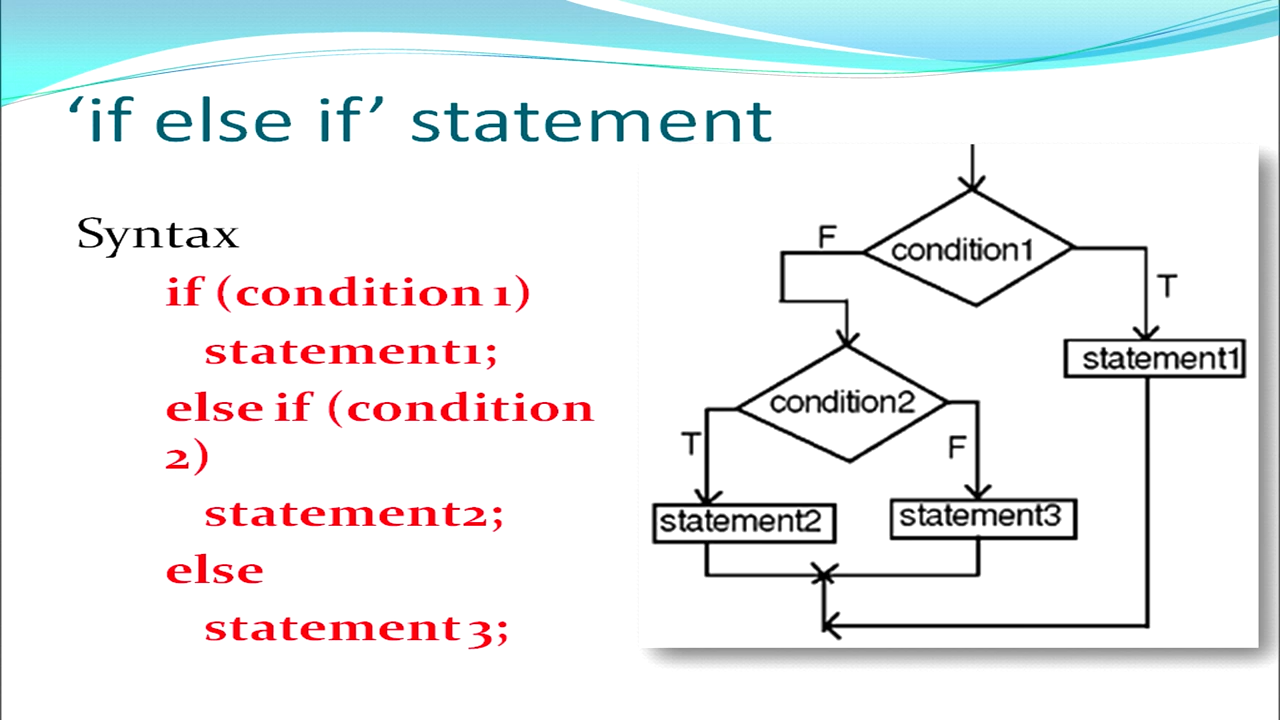 ‘if else if’ statement
Syntax
if (condition 1)
statement1;
else if (condition
2)
statement2;
else
statement 3;
condition1
F
T
statement1
condition2
T
F
statement2
statement3